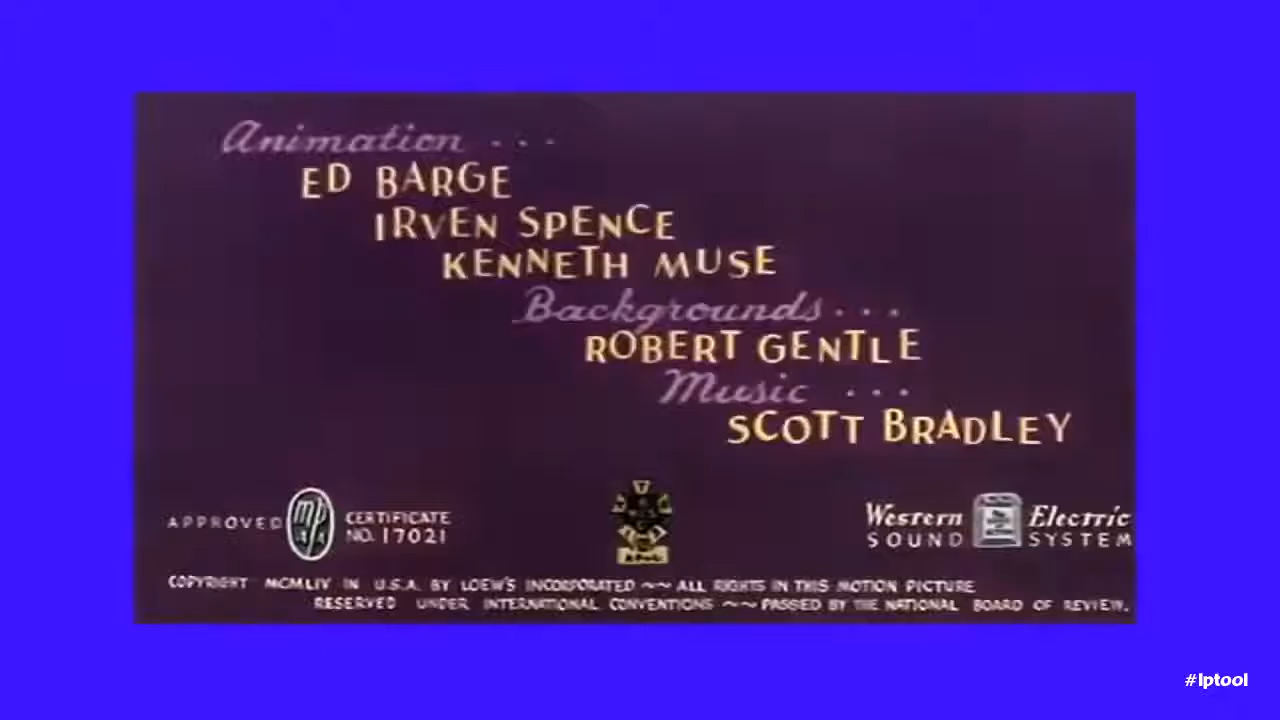 Animation ...
ED BARGE
IRVEN SPENCE
KENNETH MUSE
Backgrounds...
ROBERT GENTLE
Music ...
SCOTT BRADLEY
APPROVED MPAA CERTIFICATE NO. 17021
Western Electric
SOUND SYSTEM
COPYRIGHT MCMLIV IN U.S.A. BY LOEW'S INCORPORATED ~~ ALL RIGHTS IN THIS MOTION PICTURE
RESERVED UNDER INTERNATIONAL CONVENTIONS ~~ PASSED BY THE NATIONAL BOARD OF REVIEW.
#lptool